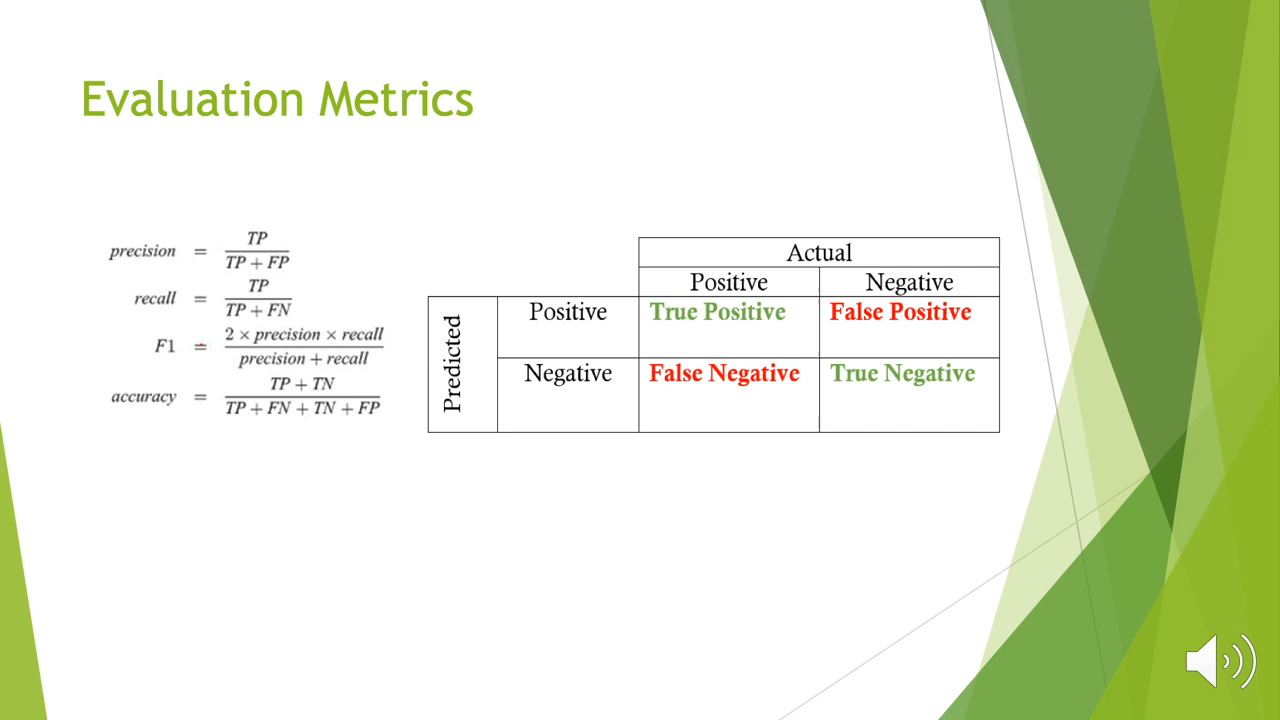 Evaluation Metrics
precision = TP / TP + FP
recall = TP / TP + FN
F1 = 2 × precision × recall / precision + recall
accuracy = TP + TN / TP + FN + TN + FP
Actual
Positive Negative
Predicted
Positive True Positive False Positive
Negative False Negative True Negative